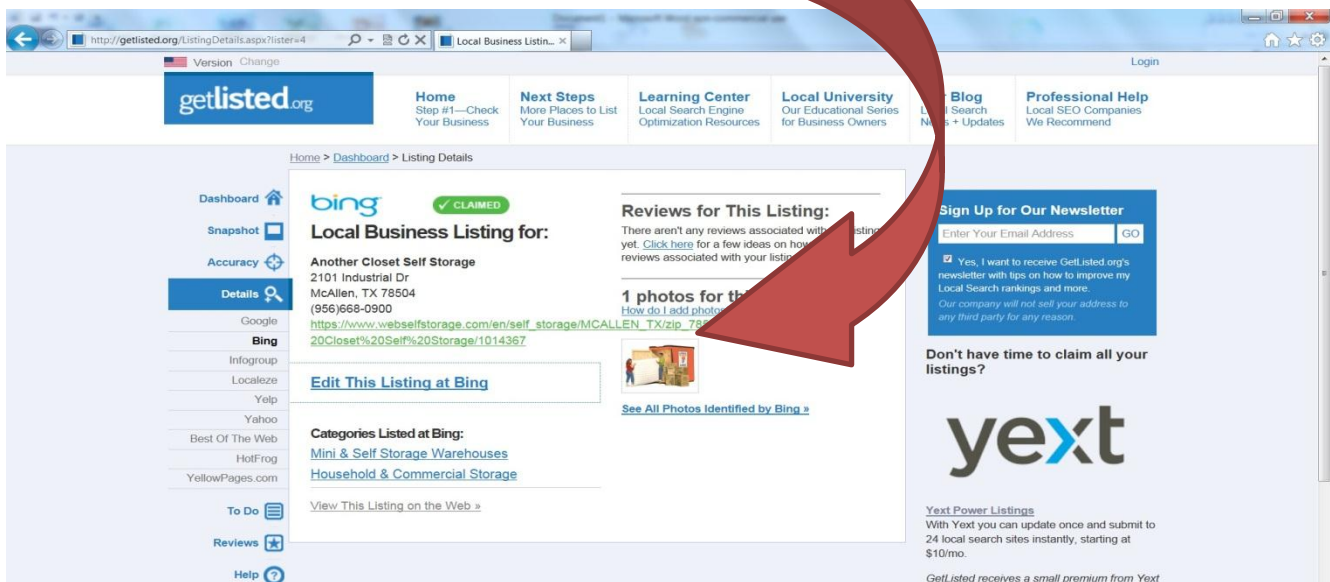 http://getlisted.org/ListingDetails.aspx?lister=4
Local Business Listin...
Version Change
Login
getlisted.org
Home
Step #1—Check
Your Business
Next Steps
More Places to List
Your Business
Learning Center
Local Search Engine
Optimization Resources
Local University
Our Educational Series
for Business Owners
Blog
Search
+ Updates
Professional Help
Local SEO Companies
We Recommend
Home > Dashboard > Listing Details
Dashboard
Snapshot
Accuracy
Details
Google
Bing
Infogroup
Localeze
Yelp
Yahoo
Best Of The Web
HotFrog
YellowPages.com
To Do
Reviews
Help
bing
✓ CLAIMED
Local Business Listing for:
Another Closet Self Storage
2101 Industrial Dr
McAllen, TX 78504
(956)668-0900
https://www.webselfstorage.com/en/self_storage/MCALLEN_TX/zip_78
20Closet%20Self%20Storage/1014367
Edit This Listing at Bing
Categories Listed at Bing:
Mini & Self Storage Warehouses
Household & Commercial Storage
View This Listing on the Web »
Reviews for This Listing:
There aren't any reviews associated with
yet. Click here for a few ideas on how
reviews associated with your
1 photos for
How do I add
See All Photos Identified by Bing »
Sign Up for Our Newsletter
Enter Your Email Address
GO
Yes, I want to receive GetListed.org's
newsletter with tips on how to improve my
Local Search rankings and more.
Our company will not sell your address to
any third party for any reason.
Don't have time to claim all your
listings?
yext
Yext Power Listings
With Yext you can update once and submit to
24 local search sites instantly, starting at
$10/mo.
GetListed receives a small premium from Yext